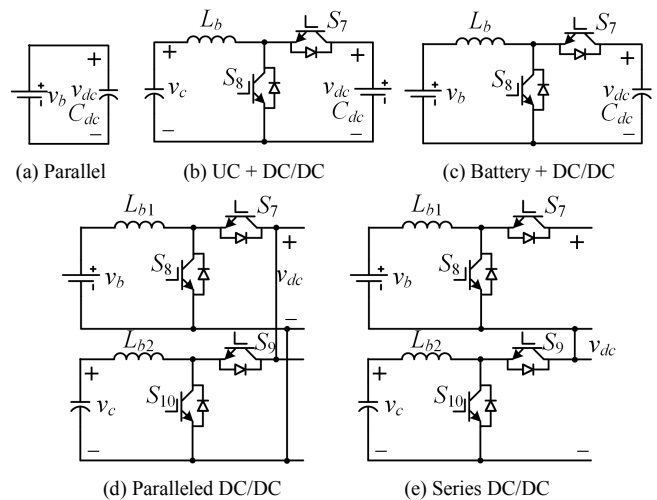 L_b S_7
v_b + v_dc C_dc −
+ v_c − S_8 + v_dc C_dc −
L_b S_7
v_b S_8 + v_dc C_dc −
(a) Parallel
(b) UC + DC/DC
(c) Battery + DC/DC
L_b1 S_7
v_b S_8 + v_dc −
L_b2 S_9
+ v_c − S_10
L_b1 S_7
v_b S_8 +
L_b2 S_9 v_dc
+ v_c − S_10 −
(d) Paralleled DC/DC
(e) Series DC/DC